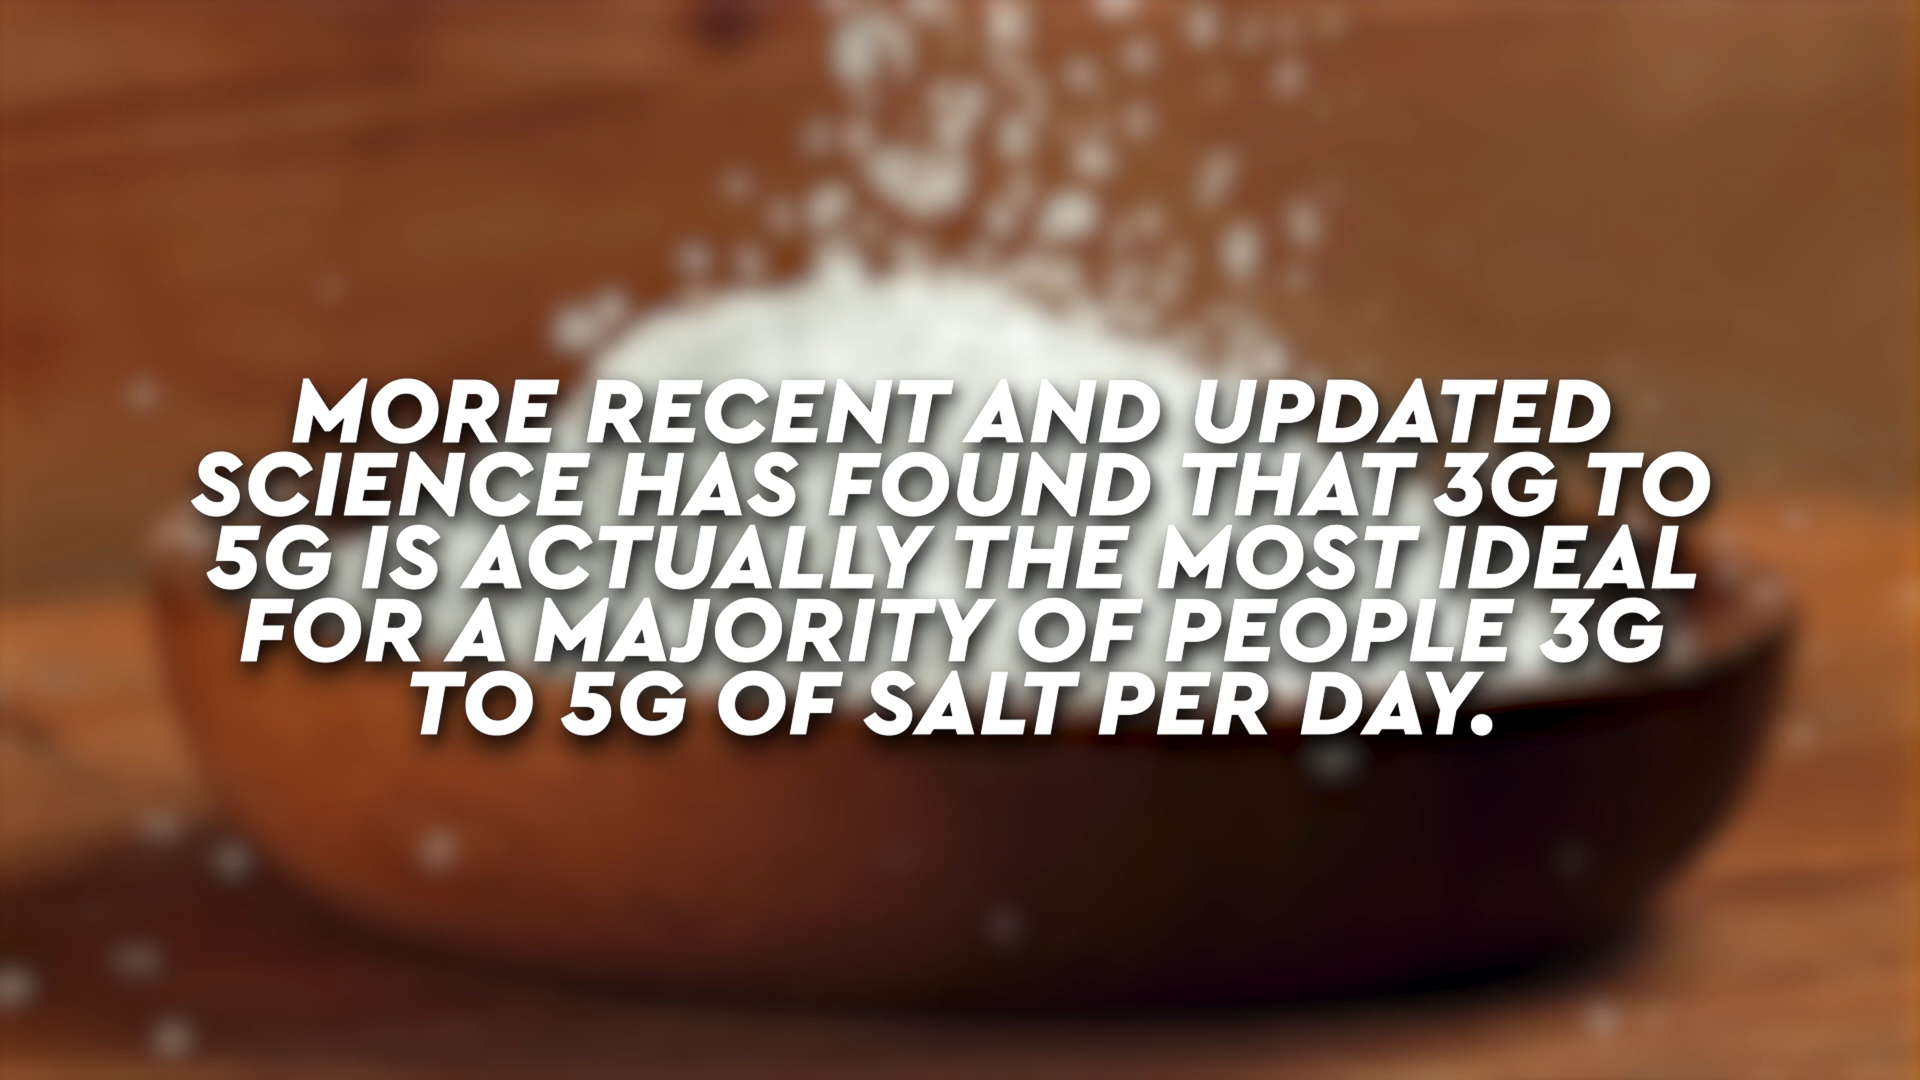 MORE RECENT AND UPDATED
SCIENCE HAS FOUND THAT 3G TO
5G IS ACTUALLY THE MOST IDEAL
FOR A MAJORITY OF PEOPLE 3G
TO 5G OF SALT PER DAY.